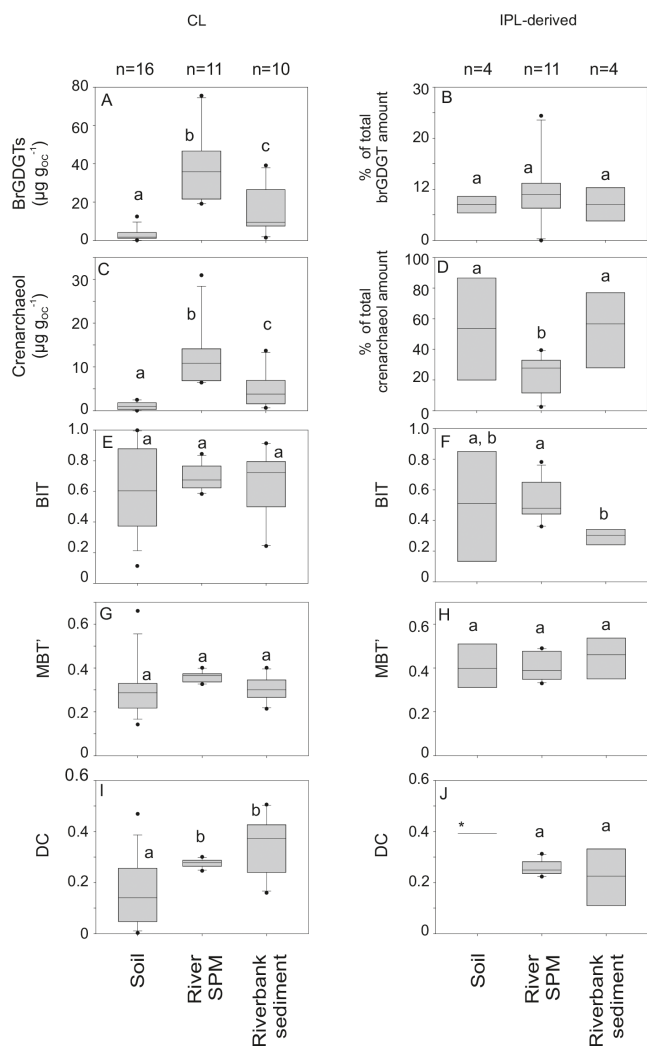 CL
IPL-derived
n=16 n=11 n=10
n=4 n=11 n=4
A
BrGDGTs
(µg gOC-1)
80
60
40
20
0
a
b
c
B
% of total
brGDGT amount
30
20
12
0
a
a
a
C
Crenarchaeol
(µg gOC-1)
30
20
10
0
a
b
c
D
% of total
crenarchaeol amount
100
80
60
40
20
0
a
b
a
E
BIT
1.0
0.8
0.6
0.4
0.2
0
a
a
a
F
BIT
1.0
0.8
0.6
0.4
0.2
0
a, b
a
b
G
MBT'
0.6
0.4
0.2
0
a
a
a
H
MBT'
0.6
0.4
0.2
0
a
a
a
I
DC
0.6
0.4
0.2
0
a
b
b
J
DC
0.6
0.4
0.2
0
*
a
a
Soil
River
SPM
Riverbank
sediment
Soil
River
SPM
Riverbank
sediment